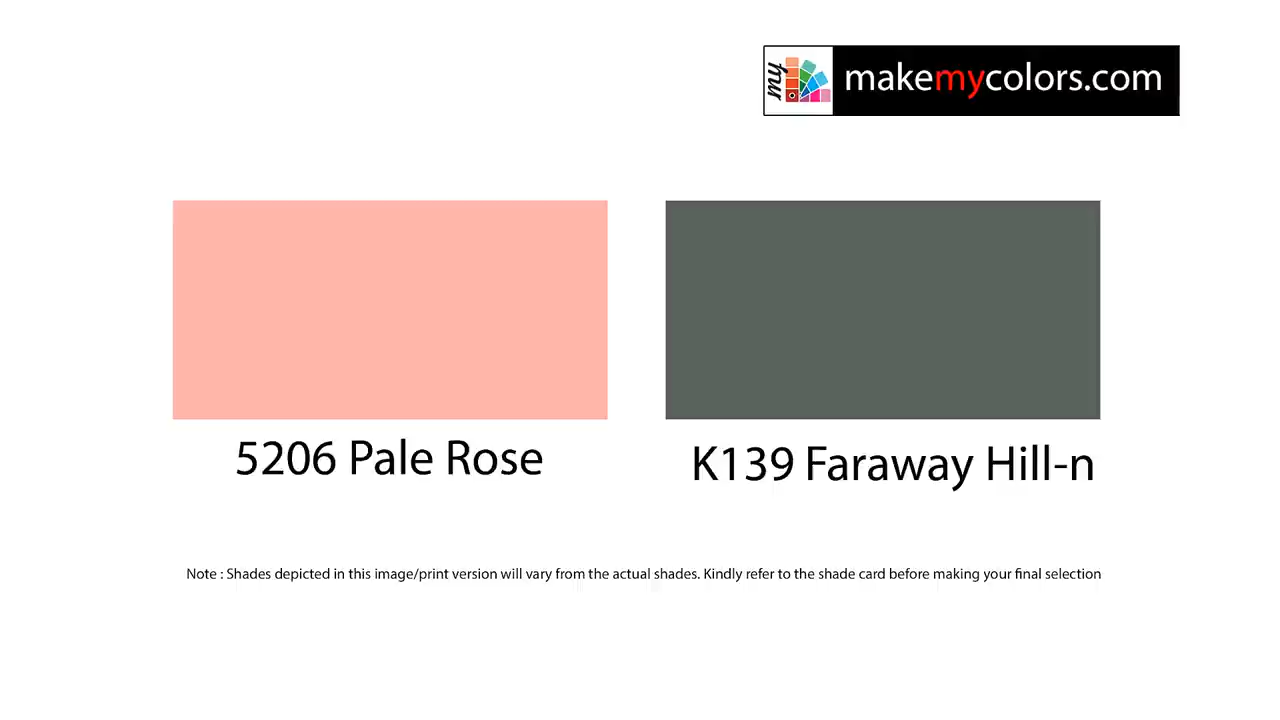 my
makemycolors.com
5206 Pale Rose
K139 Faraway Hill-n
Note : Shades depicted in this image/print version will vary from the actual shades. Kindly refer to the shade card before making your final selection